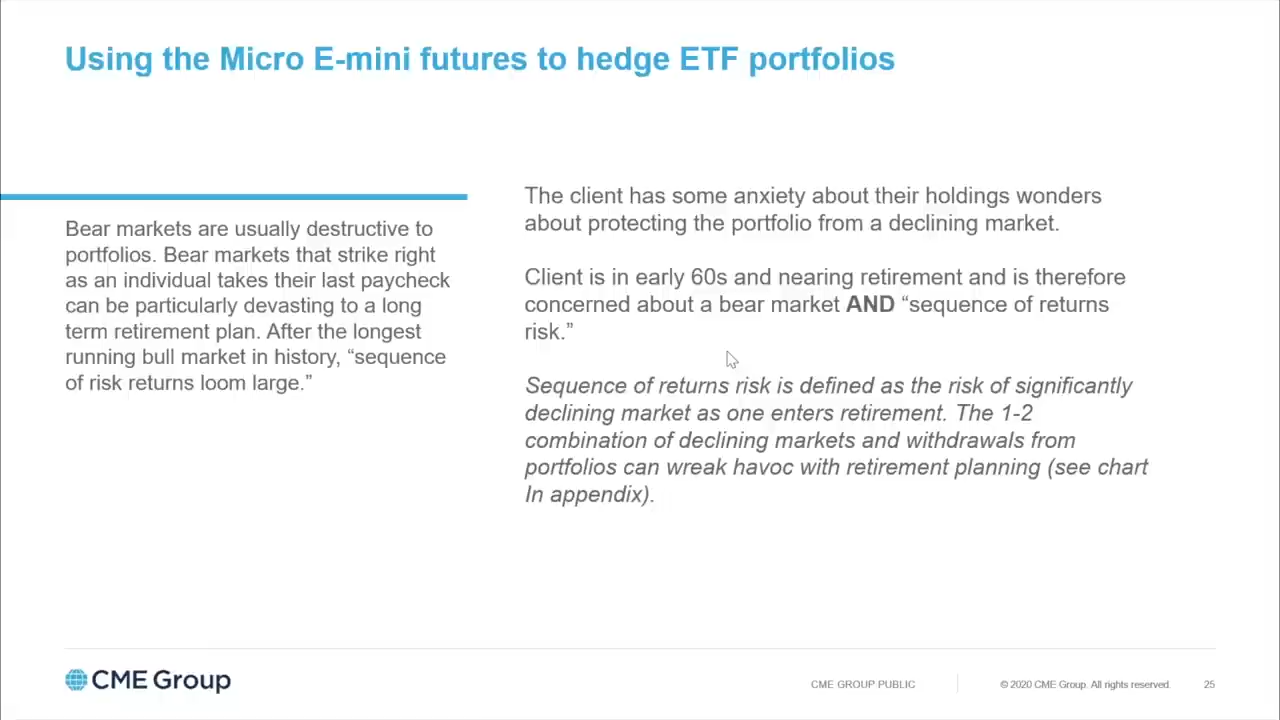 Using the Micro E-mini futures to hedge ETF portfolios
Bear markets are usually destructive to
portfolios. Bear markets that strike right
as an individual takes their last paycheck
can be particularly devasting to a long
term retirement plan. After the longest
running bull market in history, “sequence
of risk returns loom large.”
The client has some anxiety about their holdings wonders
about protecting the portfolio from a declining market.
Client is in early 60s and nearing retirement and is therefore
concerned about a bear market AND “sequence of returns
risk.”
Sequence of returns risk is defined as the risk of significantly
declining market as one enters retirement. The 1-2
combination of declining markets and withdrawals from
portfolios can wreak havoc with retirement planning (see chart
In appendix).
CME Group
CME GROUP PUBLIC
© 2020 CME Group. All rights reserved.
25